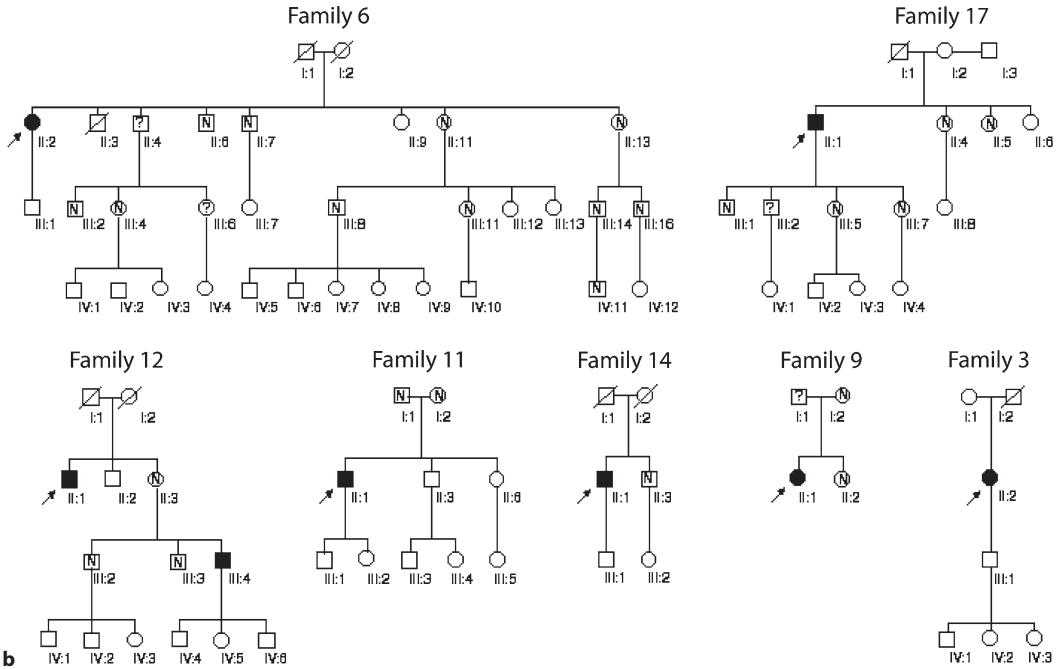 Family 6 Family 17
I:1 I:2 I:1 I:2 I:3
? N N N N N N
II:2 II:3 II:4 II:6 II:7 II:9 II:11 II:13 II:1 II:4 II:5 II:6
N N ? N N N N N ? N N
III:1 III:2 III:4 III:6 III:7 III:8 III:11 III:12 III:13 III:14 III:16 III:1 III:2 III:5 III:7 III:8
N
IV:1 IV:2 IV:3 IV:4 IV:5 IV:6 IV:7 IV:8 IV:9 IV:10 IV:11 IV:12 IV:1 IV:2 IV:3 IV:4
Family 12 Family 11 Family 14 Family 9 Family 3
N N ? N
I:1 I:2 I:1 I:2 I:1 I:2 I:1 I:2 I:1 I:2
N N N
II:1 II:2 II:3 II:1 II:3 II:6 II:1 II:3 II:1 II:2 II:2
N N
III:2 III:3 III:4 III:1 III:2 III:3 III:4 III:5 III:1 III:2 III:1
b IV:1 IV:2 IV:3 IV:4 IV:5 IV:6 IV:1 IV:2 IV:3